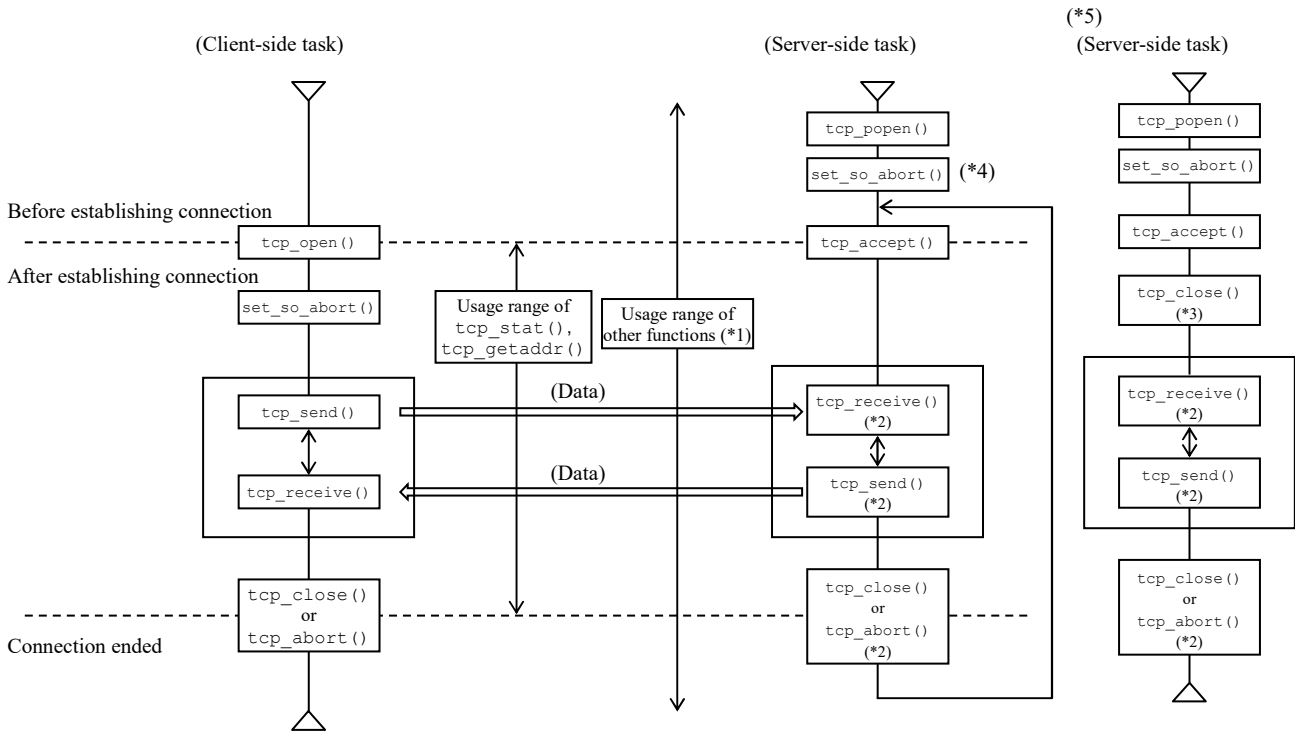 (*5)
(Client-side task)
(Server-side task)
(Server-side task)
tcp_popen()
tcp_popen()
set_so_abort()
(*4)
set_so_abort()
Before establishing connection
tcp_open()
tcp_accept()
tcp_accept()
After establishing connection
set_so_abort()
Usage range of
tcp_stat(),
tcp_getaddr()
Usage range of
other functions (*1)
tcp_close()
(*3)
(Data)
tcp_send()
tcp_receive()
(*2)
tcp_receive()
(*2)
(Data)
tcp_receive()
tcp_send()
(*2)
tcp_send()
(*2)
tcp_close()
or
tcp_abort()
tcp_close()
or
tcp_abort()
(*2)
tcp_close()
or
tcp_abort()
(*2)
Connection ended